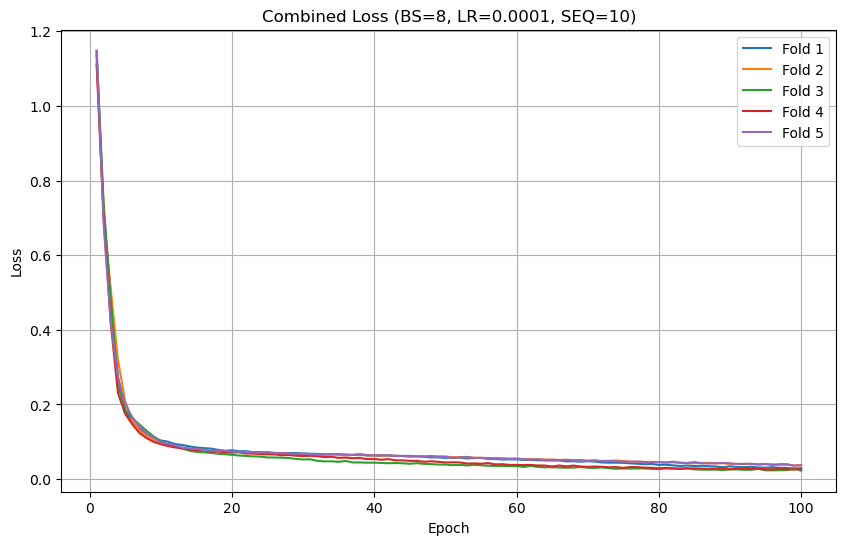 Combined Loss (BS=8, LR=0.0001, SEQ=10)
Fold 1
Fold 2
Fold 3
Fold 4
Fold 5
1.2
1.0
0.8
0.6
0.4
0.2
0.0
Loss
0 20 40 60 80 100
Epoch